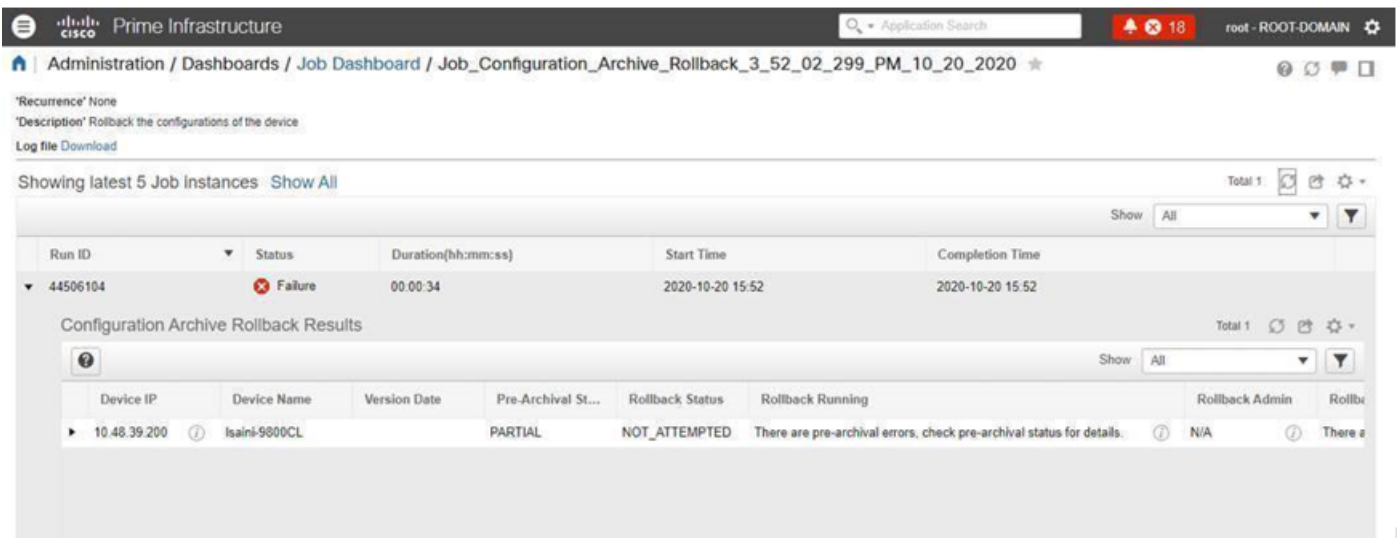 cisco Prime Infrastructure Application Search 18 root - ROOT-DOMAIN
Administration / Dashboards / Job Dashboard / Job_Configuration_Archive_Rollback_3_52_02_299_PM_10_20_2020
'Recurrence' None
'Description' Rollback the configurations of the device
Log file Download
Showing latest 5 Job instances Show All Total 1
Show All
Run ID Status Duration(hh:mm:ss) Start Time Completion Time
44506104 Failure 00:00:34 2020-10-20 15:52 2020-10-20 15:52
Configuration Archive Rollback Results Total 1
Show All
Device IP Device Name Version Date Pre-Archival St... Rollback Status Rollback Running Rollback Admin Rollba
10.48.39.200 lsaini-9800CL PARTIAL NOT_ATTEMPTED There are pre-archival errors, check pre-archival status for details. N/A There a